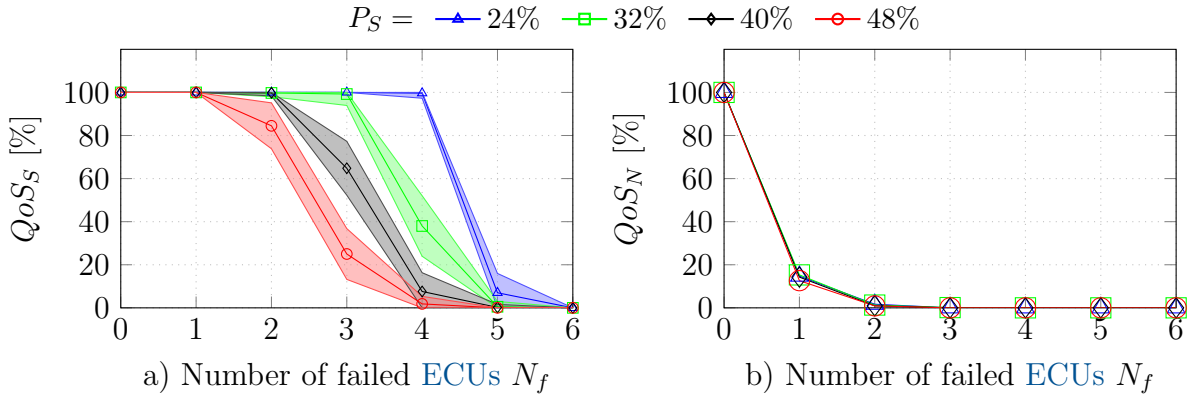 P_S = 24% 32% 40% 48%
QoS_S [%]
100
80
60
40
20
0
0 1 2 3 4 5 6
a) Number of failed ECUs N_f
QoS_N [%]
100
80
60
40
20
0
0 1 2 3 4 5 6
b) Number of failed ECUs N_f